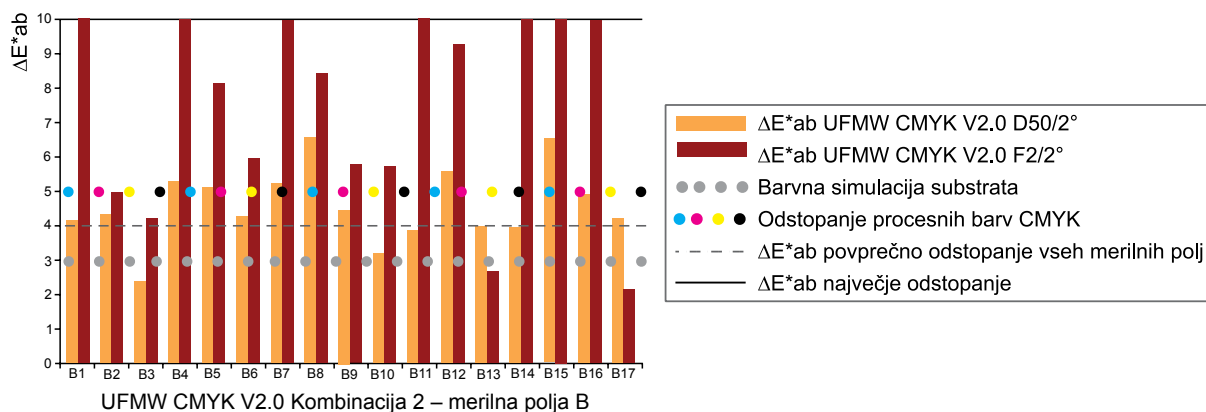 ΔE*ab
10
9
8
7
6
5
4
3
2
1
0
B1 B2 B3 B4 B5 B6 B7 B8 B9 B10 B11 B12 B13 B14 B15 B16 B17
UFMW CMYK V2.0 Kombinacija 2 – merilna polja B
ΔE*ab UFMW CMYK V2.0 D50/2°
ΔE*ab UFMW CMYK V2.0 F2/2°
Barvna simulacija substrata
Odstopanje procesnih barv CMYK
ΔE*ab povprečno odstopanje vseh merilnih polj
ΔE*ab največje odstopanje